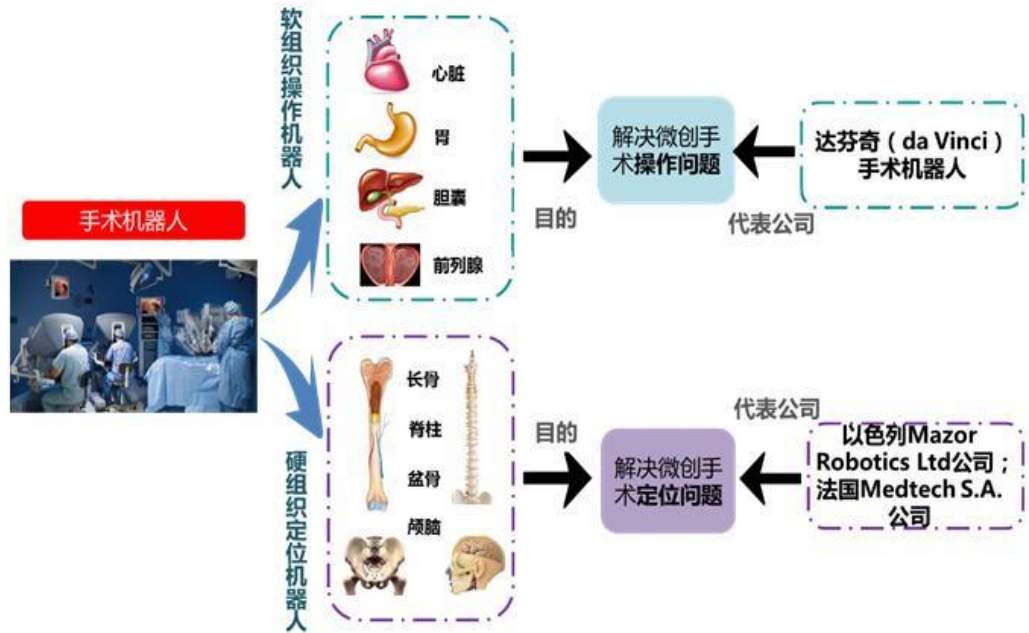 手术机器人
软组织操作机器人
心脏
胃
胆囊
前列腺
目的
解决微创手
术操作问题
代表公司
达芬奇（da Vinci）
手术机器人
硬组织定位机器人
长骨
脊柱
盆骨
颅脑
目的
解决微创手
术定位问题
代表公司
以色列Mazor
Robotics Ltd公司；
法国Medtech S.A.
公司